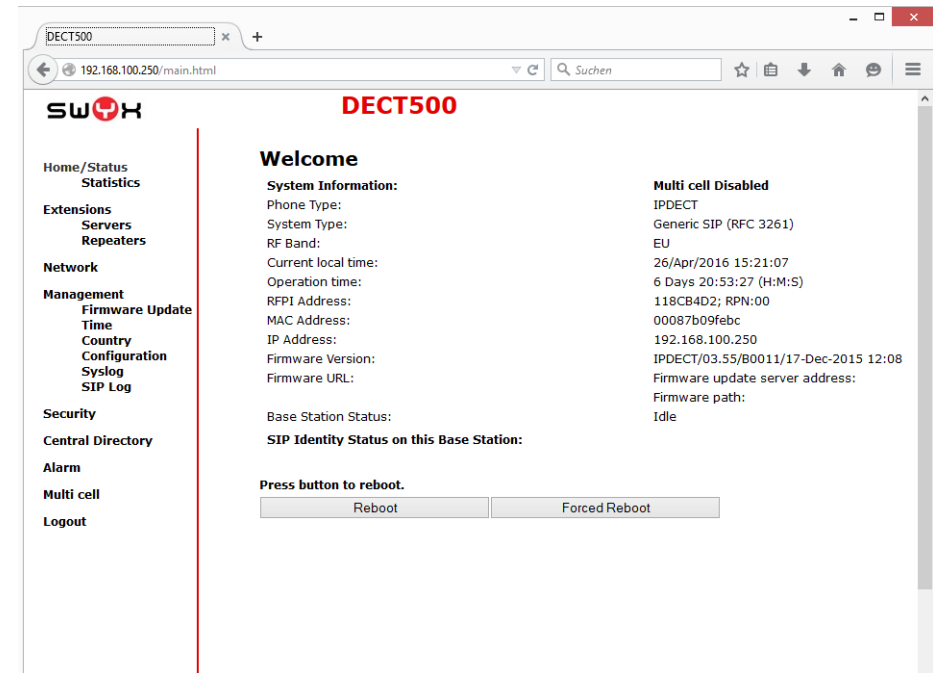 DECT500
192.168.100.250/main.html
Suchen
swyx
DECT500
Home/Status
Statistics
Extensions
Servers
Repeaters
Network
Management
Firmware Update
Time
Country
Configuration
Syslog
SIP Log
Security
Central Directory
Alarm
Multi cell
Logout
Welcome
System Information: Multi cell Disabled
Phone Type: IPDECT
System Type: Generic SIP (RFC 3261)
RF Band: EU
Current local time: 26/Apr/2016 15:21:07
Operation time: 6 Days 20:53:27 (H:M:S)
RFPI Address: 118CB4D2; RPN:00
MAC Address: 00087b09febc
IP Address: 192.168.100.250
Firmware Version: IPDECT/03.55/B0011/17-Dec-2015 12:08
Firmware URL: Firmware update server address:
Firmware path:
Base Station Status: Idle
SIP Identity Status on this Base Station:
Press button to reboot.
Reboot Forced Reboot